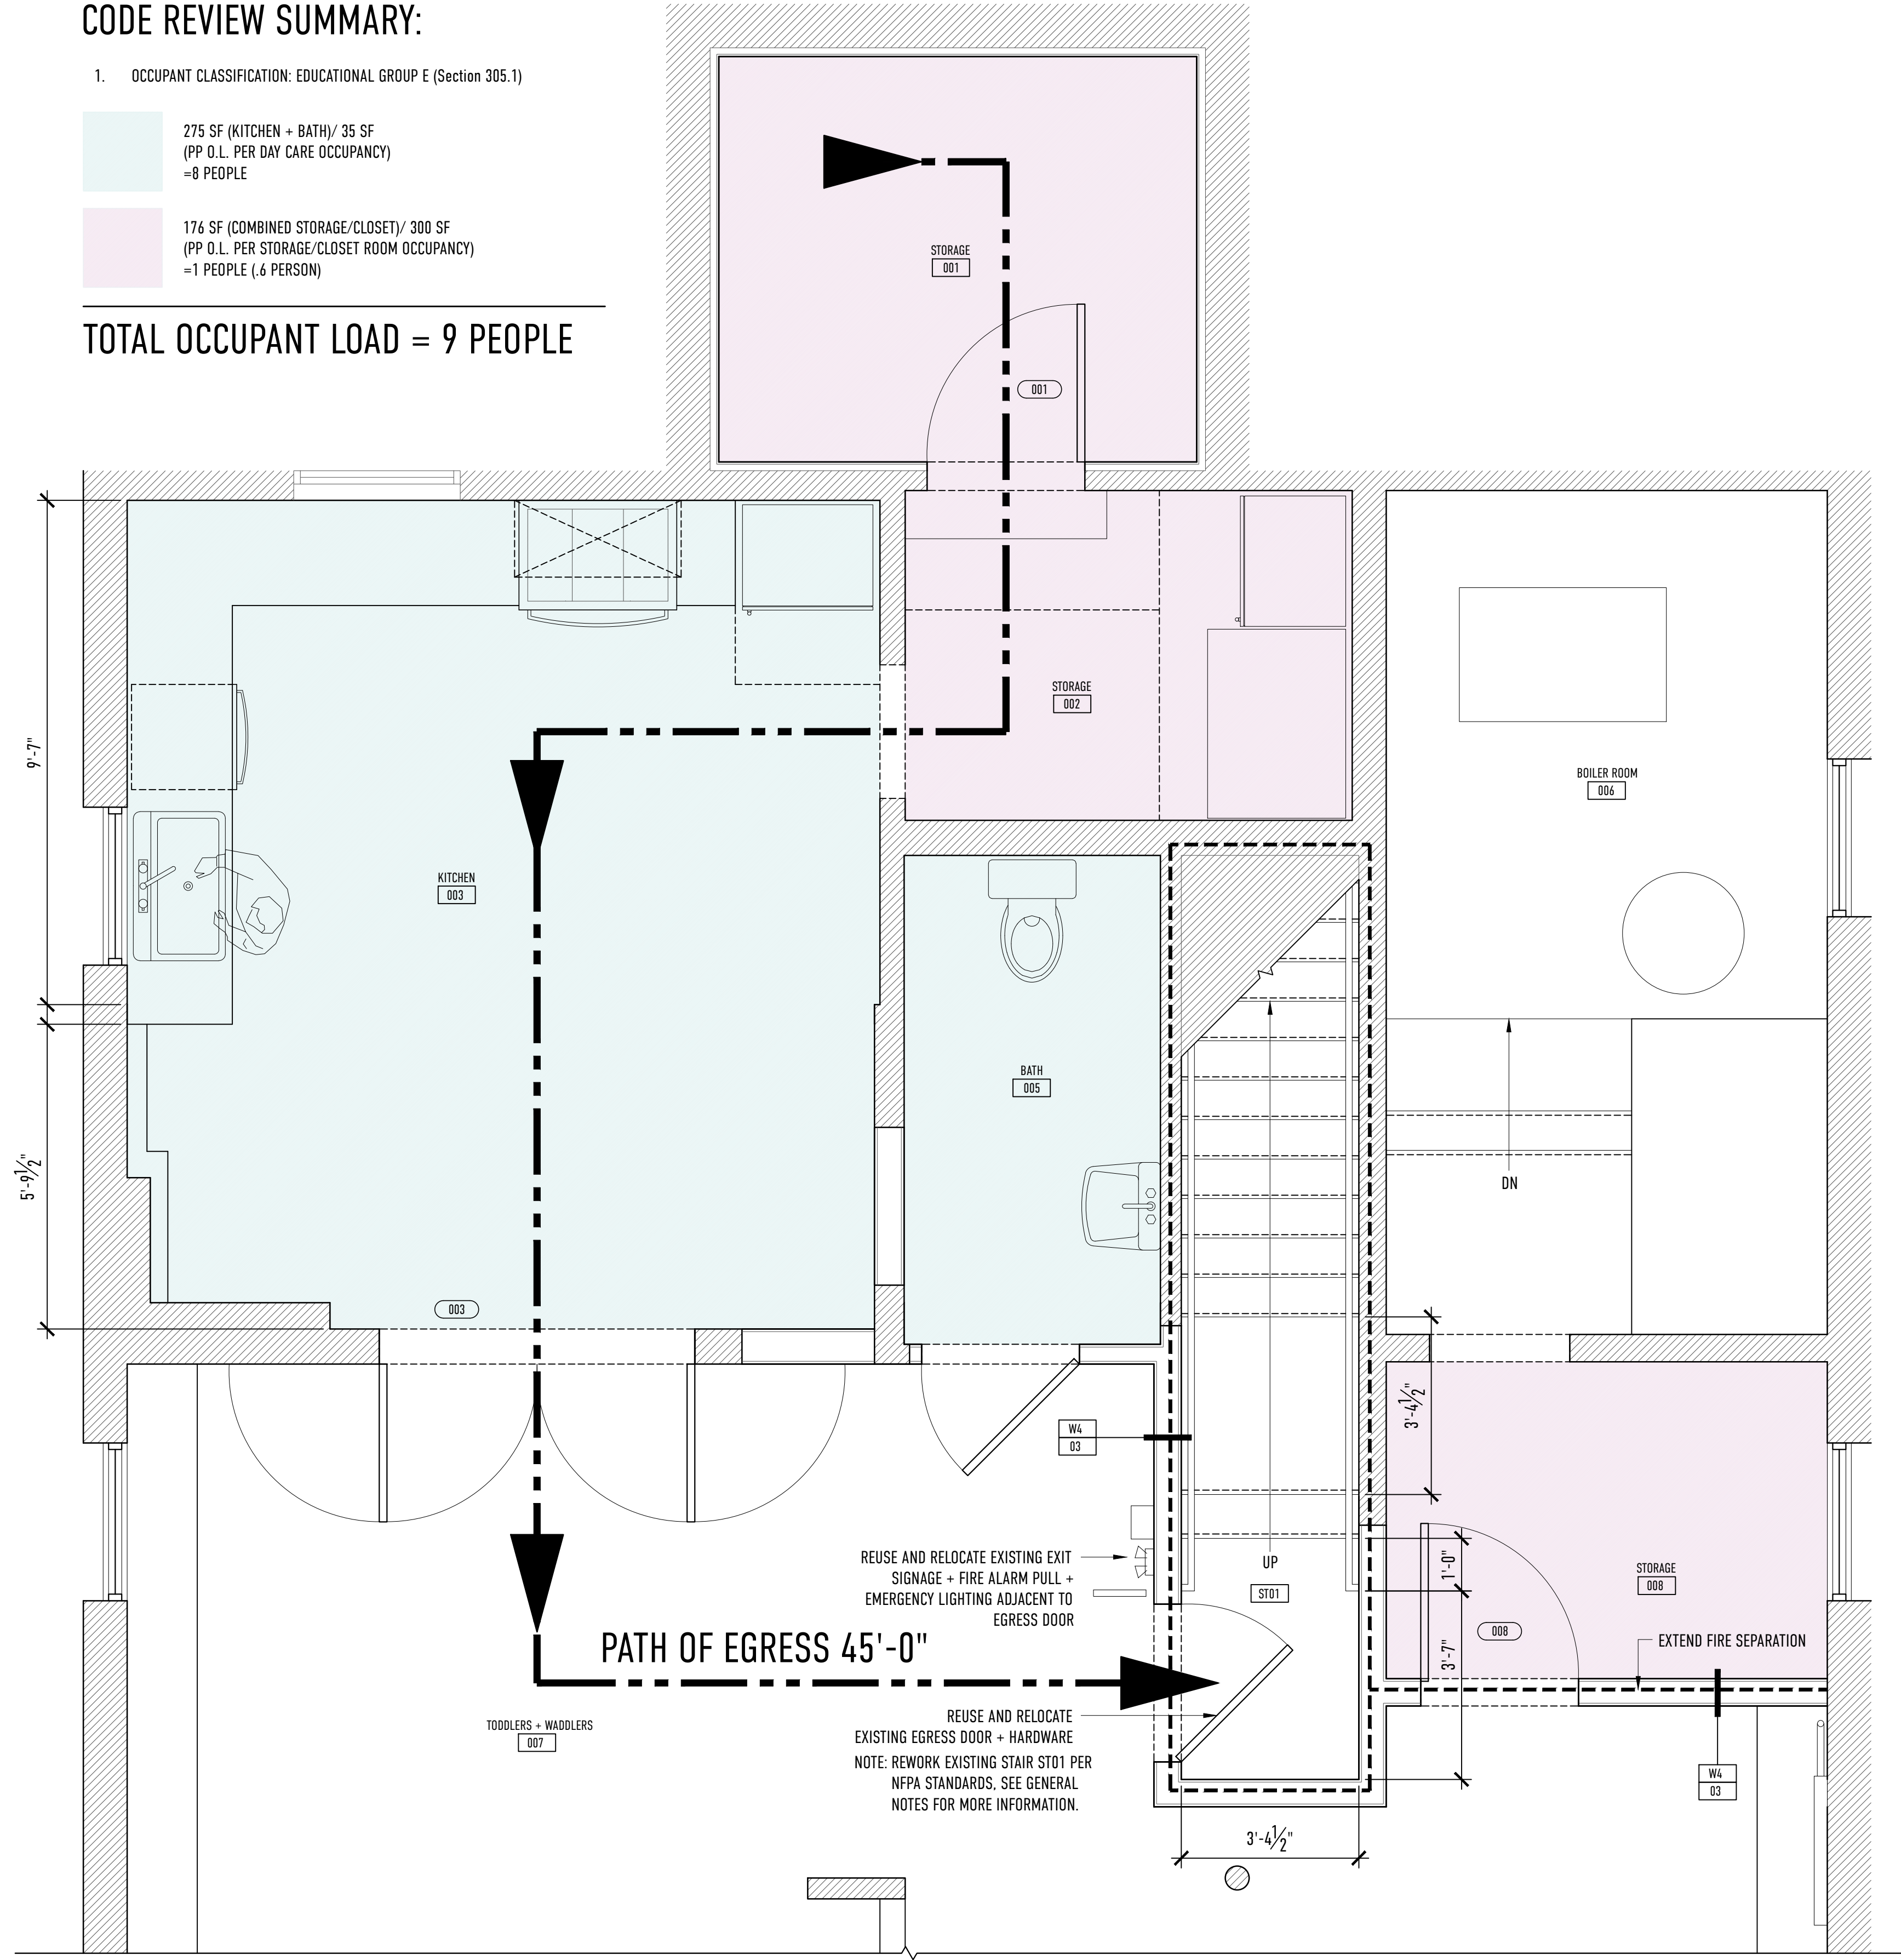 CODE REVIEW SUMMARY:
1. OCCUPANT CLASSIFICATION: EDUCATIONAL GROUP E (Section 305.1)
275 SF (KITCHEN + BATH)/ 35 SF
(PP O.L. PER DAY CARE OCCUPANCY)
=8 PEOPLE
176 SF (COMBINED STORAGE/CLOSET)/ 300 SF
(PP O.L. PER STORAGE/CLOSET ROOM OCCUPANCY)
=1 PEOPLE (.6 PERSON)
TOTAL OCCUPANT LOAD = 9 PEOPLE
STORAGE
001
001
STORAGE
002
9'-7"
BOILER ROOM
006
KITCHEN
003
BATH
005
5'-9½"
DN
003
3'-4½"
W4
03
REUSE AND RELOCATE EXISTING EXIT
SIGNAGE + FIRE ALARM PULL +
EMERGENCY LIGHTING ADJACENT TO
EGRESS DOOR
UP
ST01
1'-0"
STORAGE
008
008
3'-7"
EXTEND FIRE SEPARATION
PATH OF EGRESS 45'-0"
TODDLERS + WADDLERS
007
REUSE AND RELOCATE
EXISTING EGRESS DOOR + HARDWARE
NOTE: REWORK EXISTING STAIR ST01 PER
NFPA STANDARDS, SEE GENERAL
NOTES FOR MORE INFORMATION.
W4
03
3'-4½"